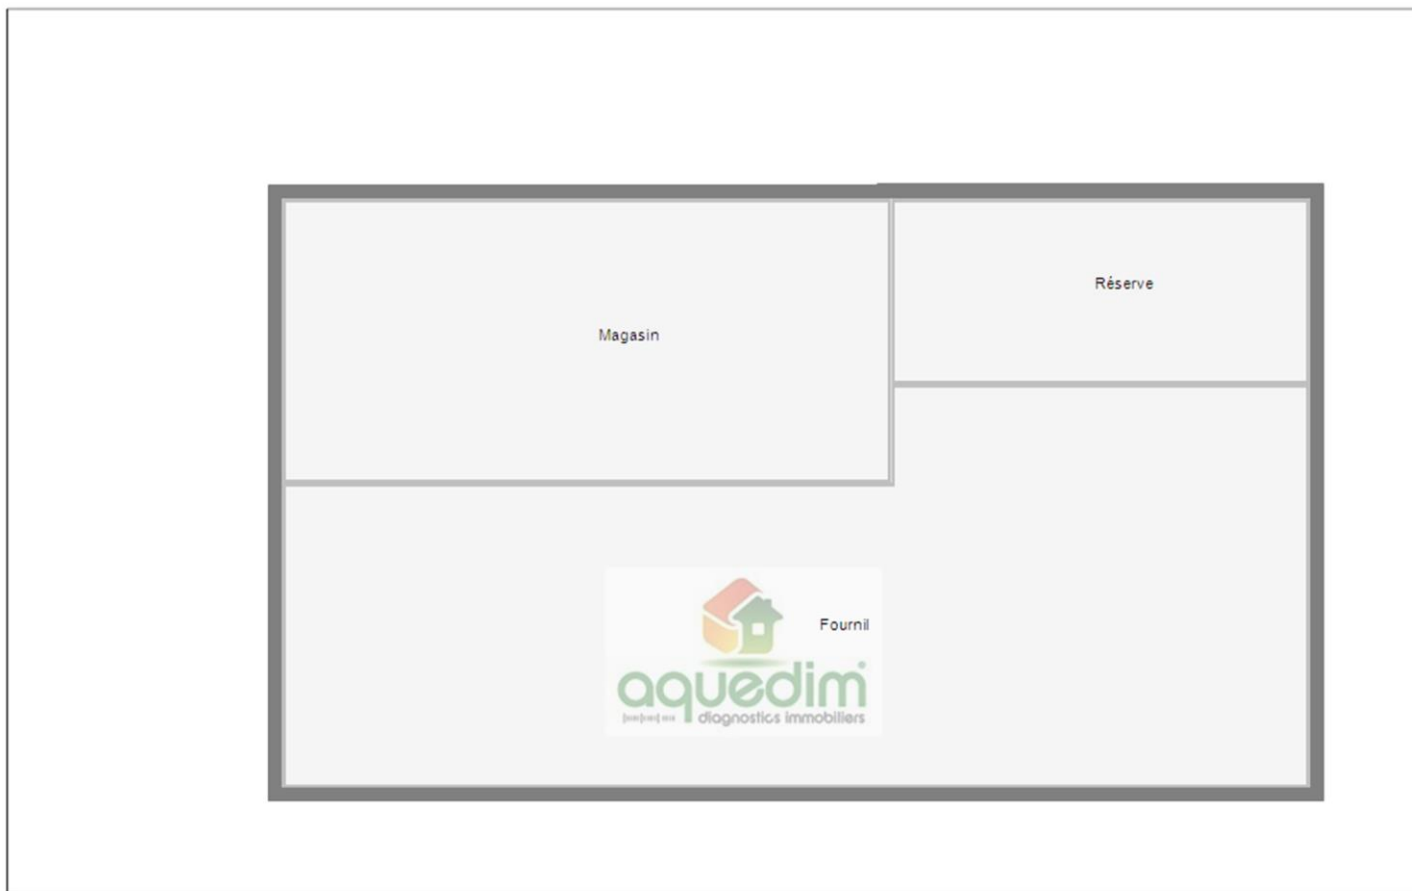 Réserve
Magasin
Fournil
aquedim
diagnostics immobiliers